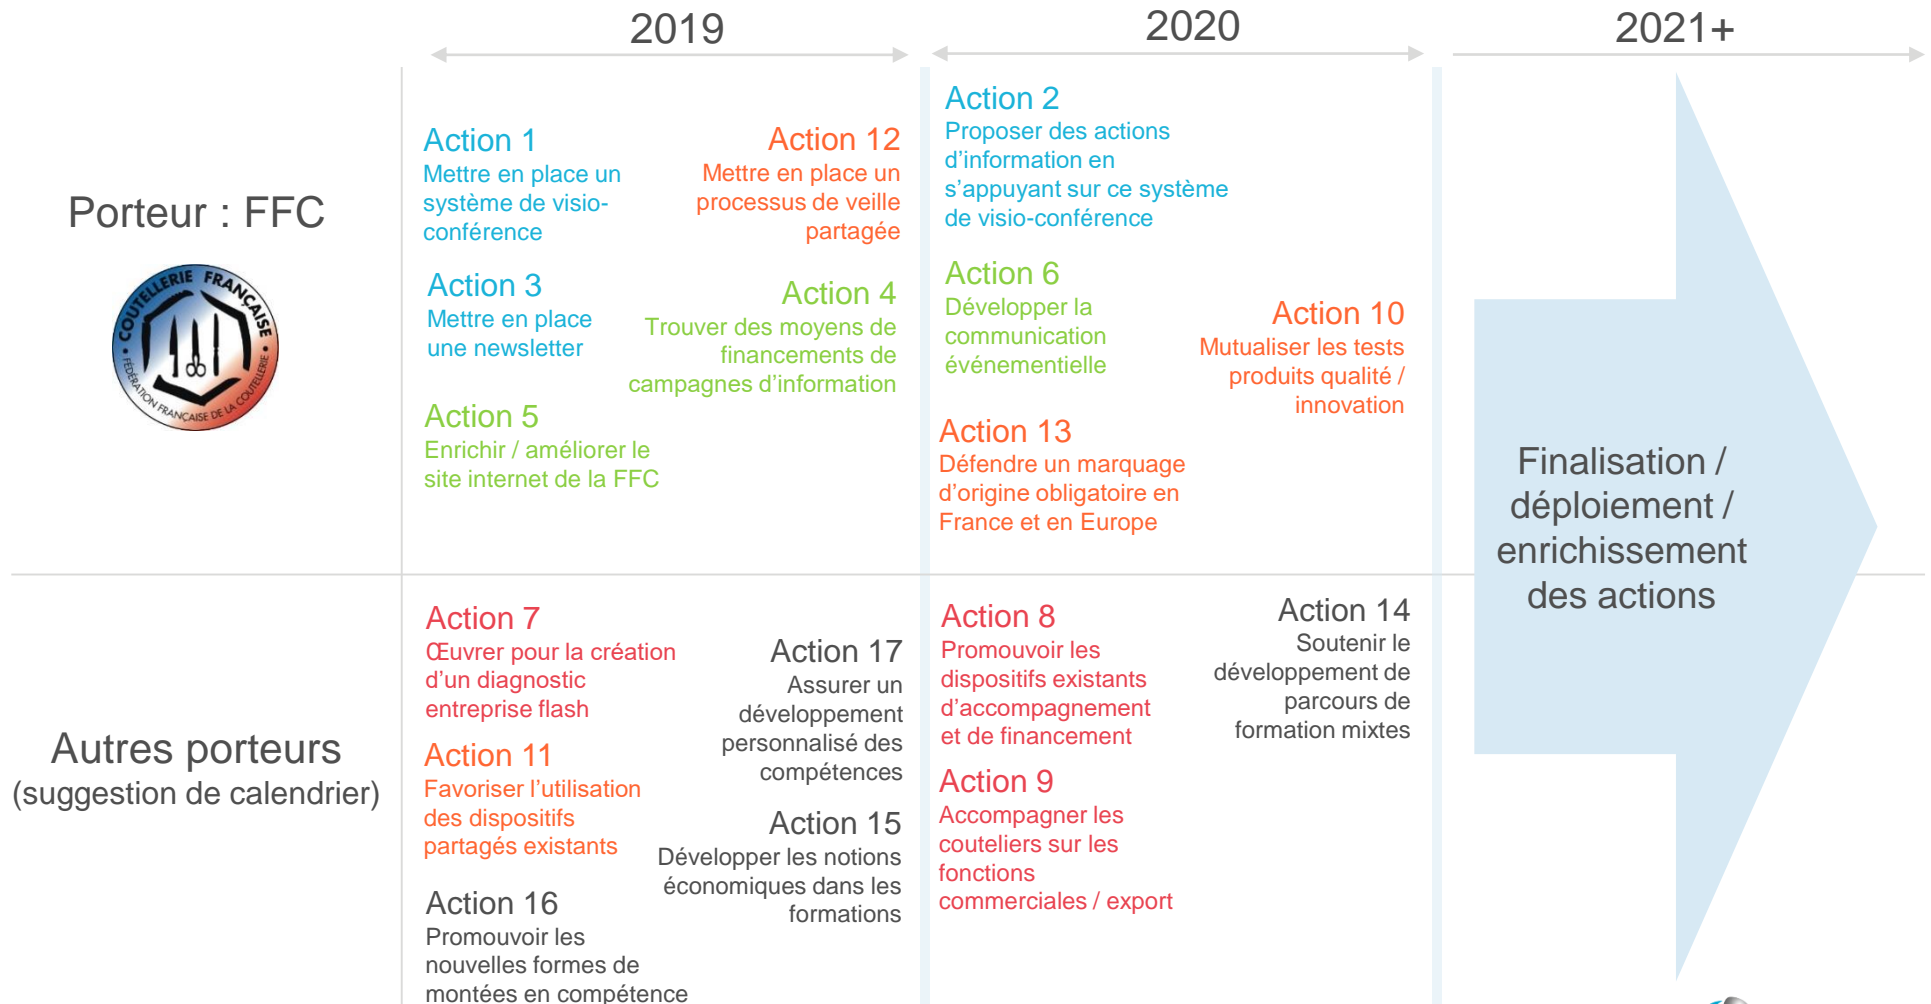 2019
2020
2021+
Porteur : FFC
COUTELLERIE FRANÇAISE
FÉDÉRATION FRANÇAISE DE LA COUTELLERIE
Action 1
Mettre en place un
système de visio-
conférence
Action 12
Mettre en place un
processus de veille
partagée
Action 3
Mettre en place
une newsletter
Action 4
Trouver des moyens de
financements de
campagnes d’information
Action 5
Enrichir / améliorer le
site internet de la FFC
Action 2
Proposer des actions
d’information en
s’appuyant sur ce système
de visio-conférence
Action 6
Développer la
communication
événementielle
Action 10
Mutualiser les tests
produits qualité /
innovation
Action 13
Défendre un marquage
d’origine obligatoire en
France et en Europe
Finalisation /
déploiement /
enrichissement
des actions
Autres porteurs
(suggestion de calendrier)
Action 7
Œuvrer pour la création
d’un diagnostic
entreprise flash
Action 17
Assurer un
développement
personnalisé des
compétences
Action 11
Favoriser l’utilisation
des dispositifs
partagés existants
Action 15
Développer les notions
économiques dans les
formations
Action 16
Promouvoir les
nouvelles formes de
montées en compétence
Action 8
Promouvoir les
dispositifs existants
d’accompagnement
et de financement
Action 14
Soutenir le
développement de
parcours de
formation mixtes
Action 9
Accompagner les
couteliers sur les
fonctions
commerciales / export